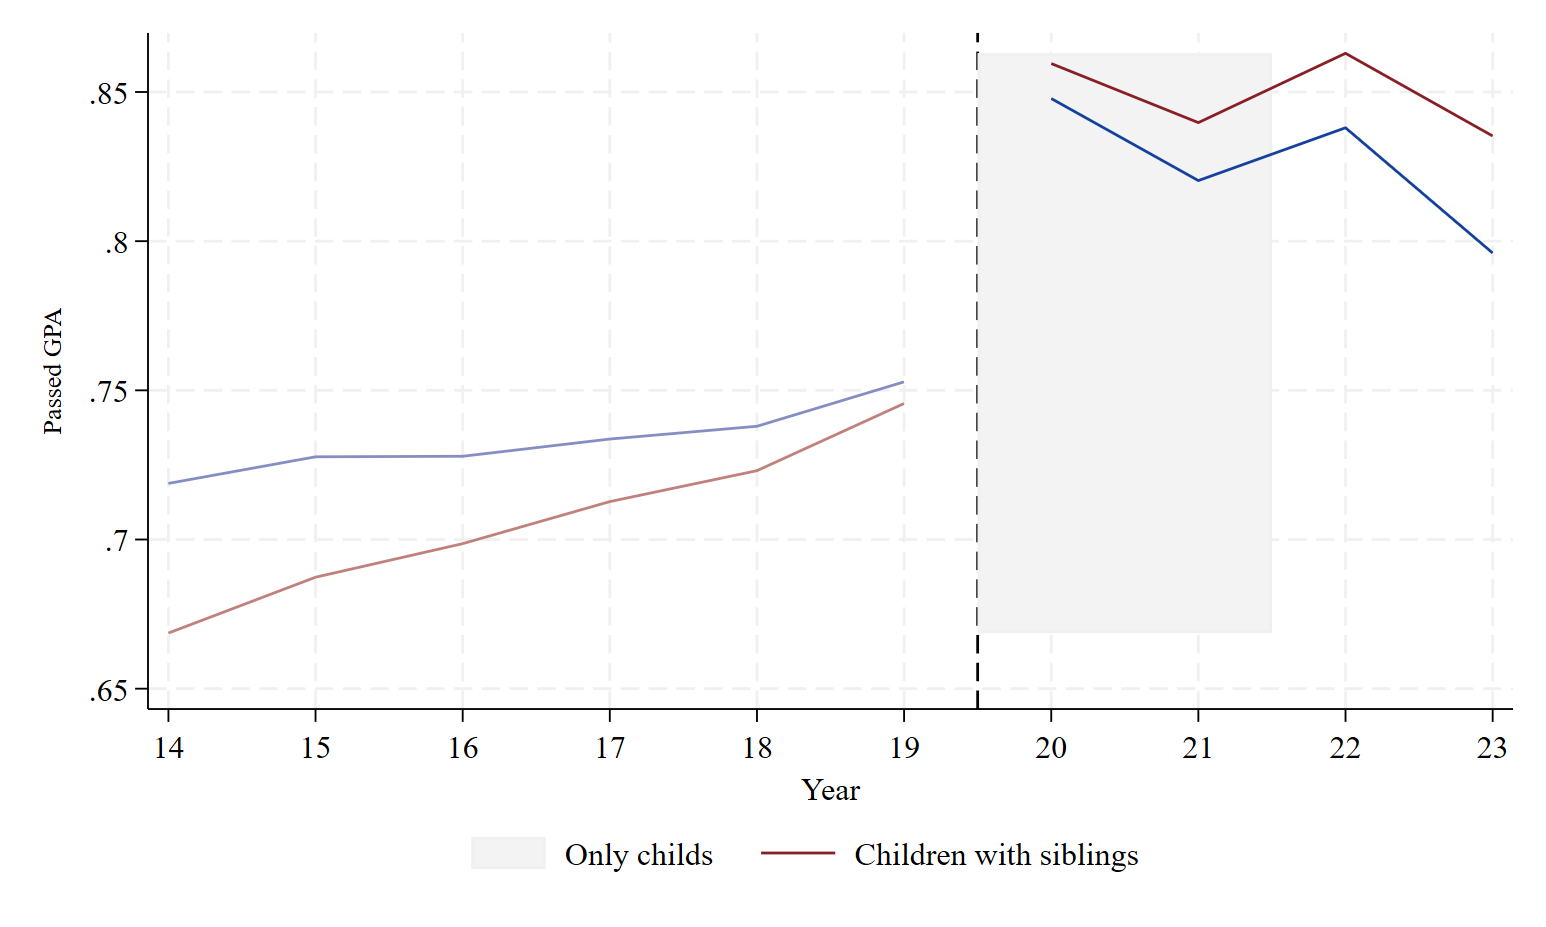 .85
.8
.75
.7
.65
Passed GPA
14 15 16 17 18 19 20 21 22 23
Year
Only childs Children with siblings